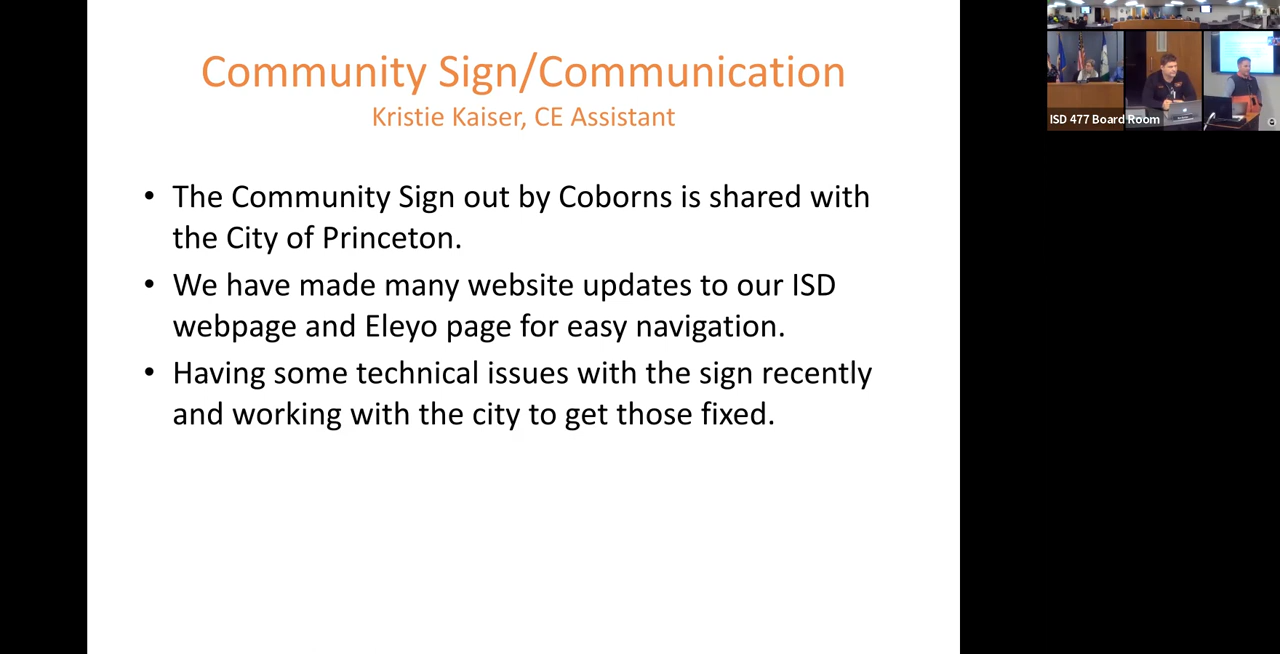 Community Sign/Communication
Kristie Kaiser, CE Assistant
• The Community Sign out by Coborns is shared with
the City of Princeton.
• We have made many website updates to our ISD
webpage and Eleyo page for easy navigation.
• Having some technical issues with the sign recently
and working with the city to get those fixed.
ISD 477 Board Room